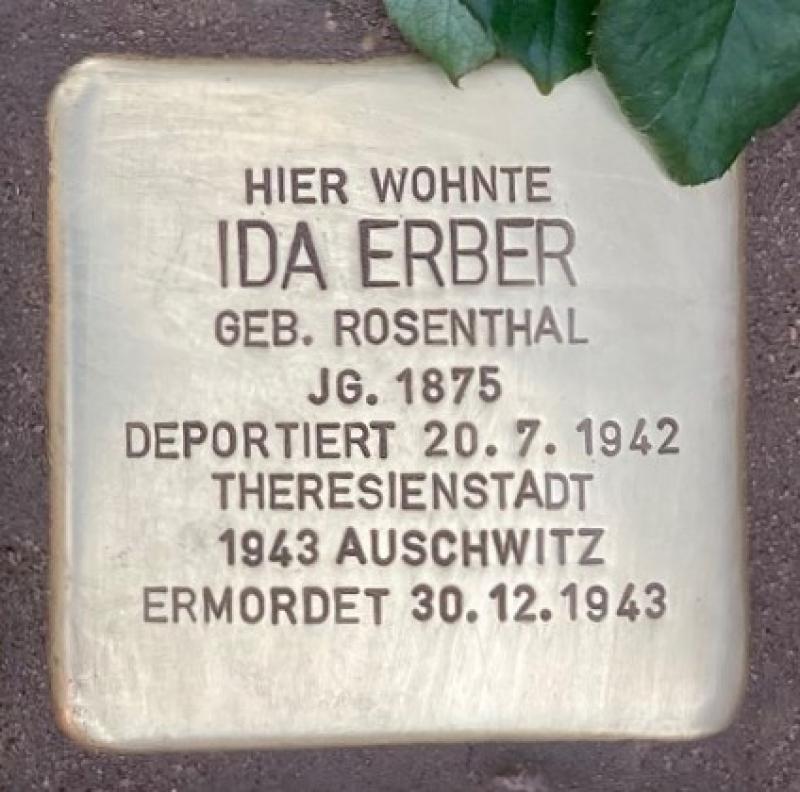 HIER WOHNTE
IDA ERBER
GEB. ROSENTHAL
JG. 1875
DEPORTIERT 20.7.1942
THERESIENSTADT
1943 AUSCHWITZ
ERMORDET 30.12.1943